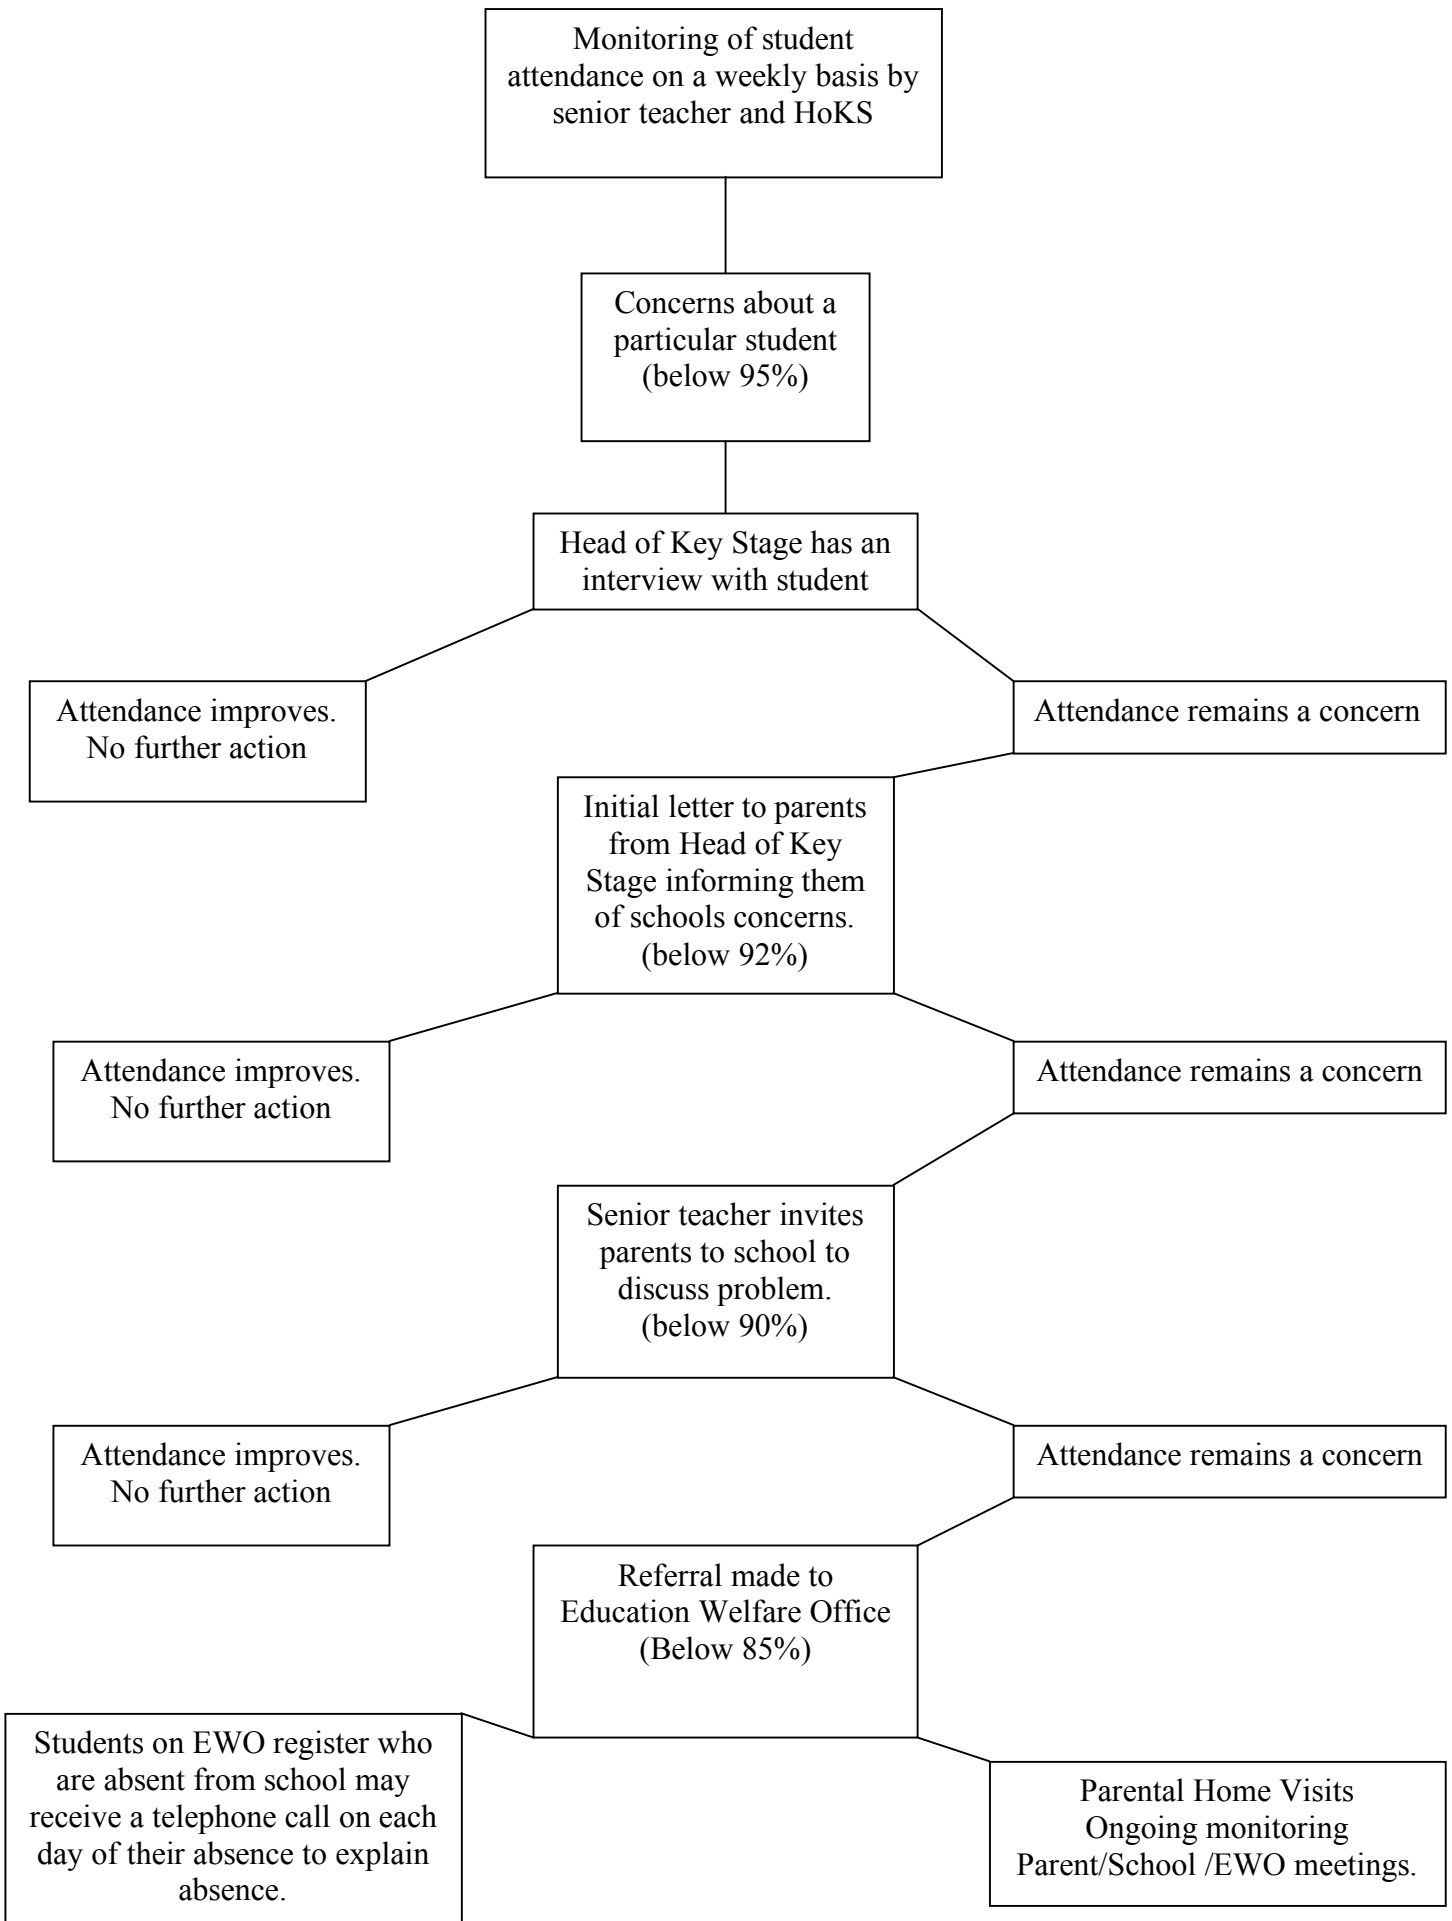 Monitoring of student
attendance on a weekly basis by
senior teacher and HoKS
Concerns about a
particular student
(below 95%)
Head of Key Stage has an
interview with student
Attendance improves.
No further action
Attendance remains a concern
Initial letter to parents
from Head of Key
Stage informing them
of schools concerns.
(below 92%)
Attendance improves.
No further action
Attendance remains a concern
Senior teacher invites
parents to school to
discuss problem.
(below 90%)
Attendance improves.
No further action
Attendance remains a concern
Referral made to
Education Welfare Office
(Below 85%)
Students on EWO register who
are absent from school may
receive a telephone call on each
day of their absence to explain
absence.
Parental Home Visits
Ongoing monitoring
Parent/School /EWO meetings.